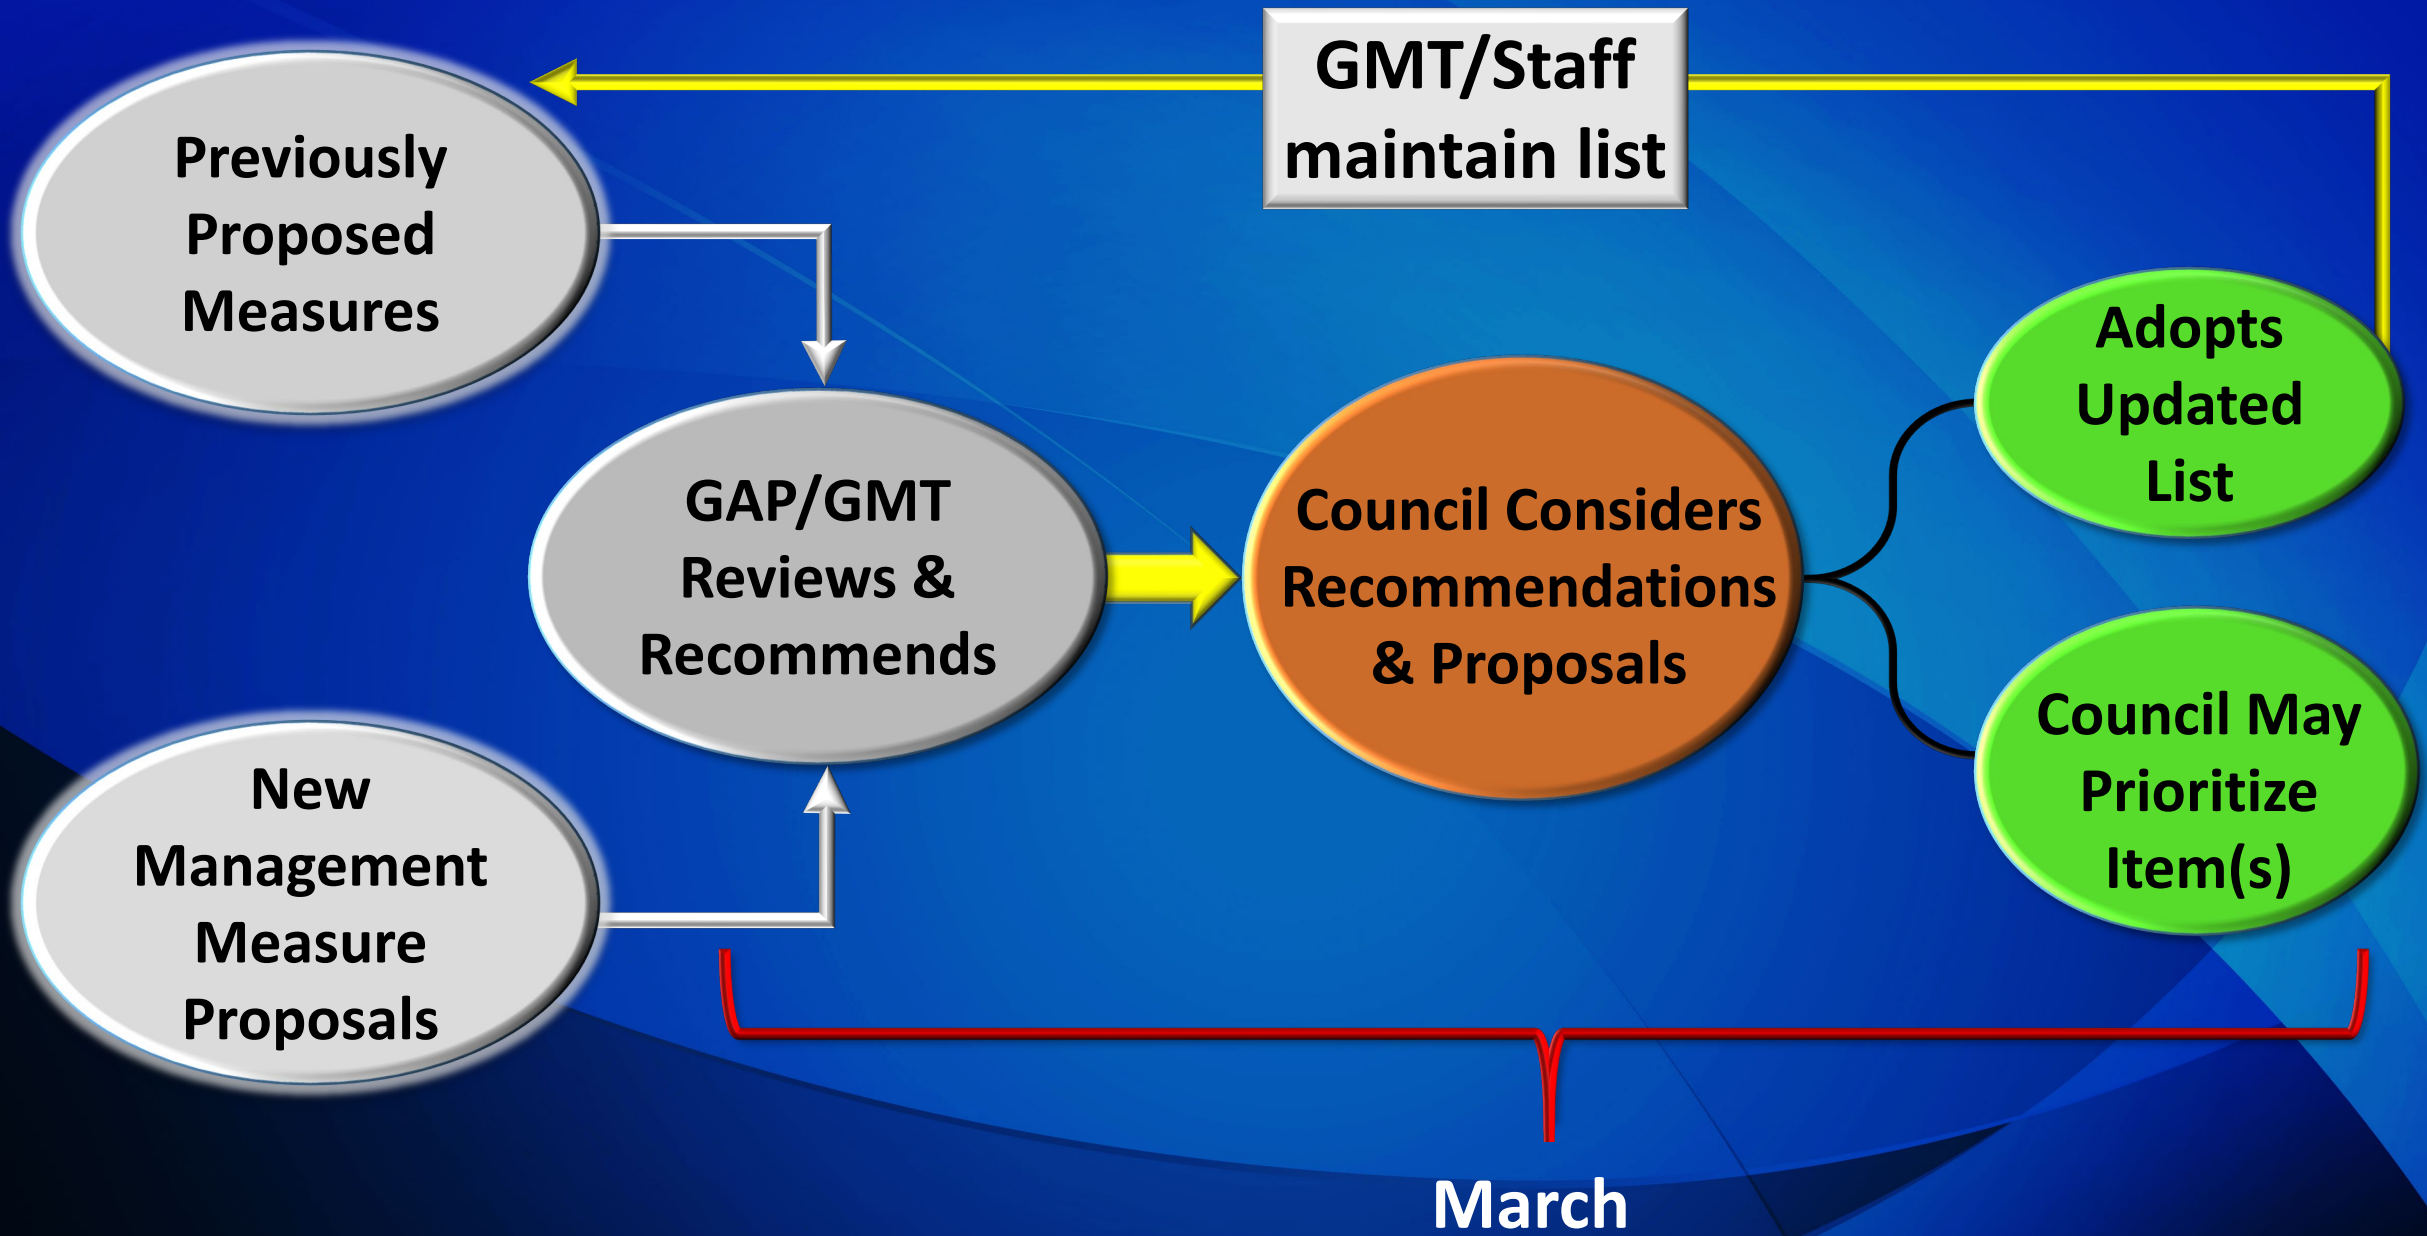 GMT/Staff
maintain list
Previously
Proposed
Measures
GAP/GMT
Reviews &
Recommends
New
Management
Measure
Proposals
Council Considers
Recommendations
& Proposals
Adopts
Updated
List
Council May
Prioritize
Item(s)
March